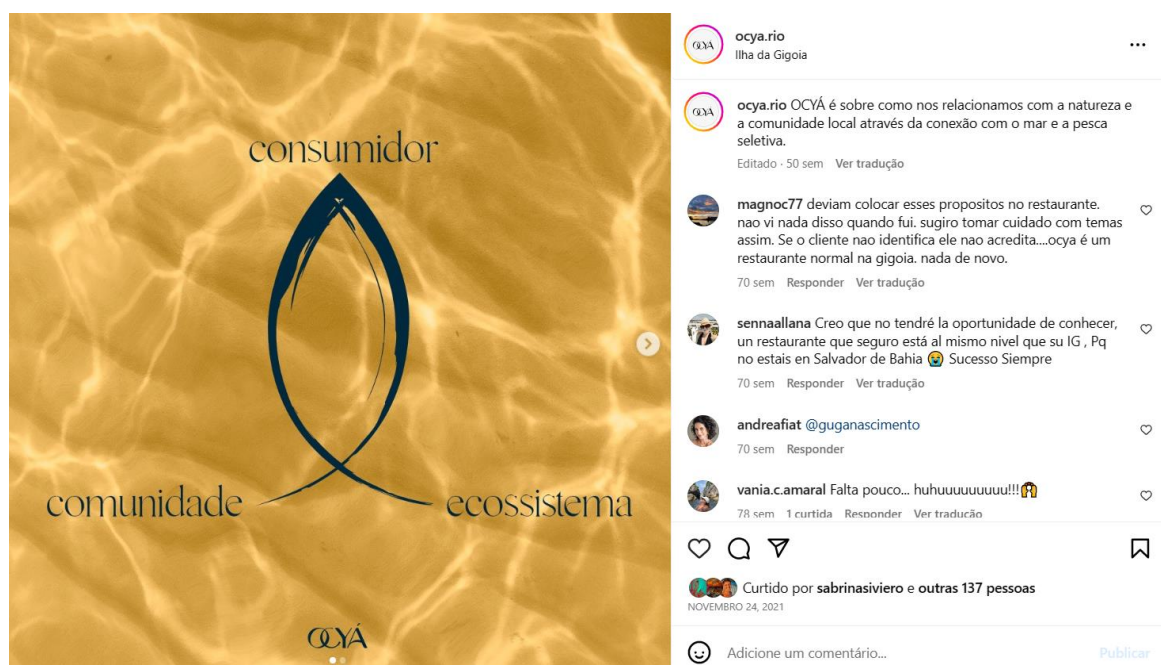 consumidor
comunidade
ecossistema
OCYÁ
OCYÁ
ocya.rio
Ilha da Gigoia
OCYÁ
ocya.rio OCYÁ é sobre como nos relacionamos com a natureza e
a comunidade local através da conexão com o mar e a pesca
seletiva.
Editado · 50 sem Ver tradução
magnoc77 deviam colocar esses propositos no restaurante.
nao vi nada disso quando fui. sugiro tomar cuidado com temas
assim. Se o cliente nao identifica ele nao acredita....ocya é um
restaurante normal na gigoia. nada de novo.
70 sem Responder Ver tradução
sennaallana Creo que no tendré la oportunidad de conhecer,
un restaurante que seguro está al mismo nivel que su IG , Pq
no estais en Salvador de Bahia 😭 Sucesso Siempre
70 sem Responder Ver tradução
andreafiat @guganascimento
70 sem Responder
vania.c.amaral Falta pouco... huhuuuuuuuuu!!!🙌
78 sem 1 curtida Responder Ver tradução
Curtido por sabrinasiviero e outras 137 pessoas
NOVEMBRO 24, 2021
Adicione um comentário... Publicar